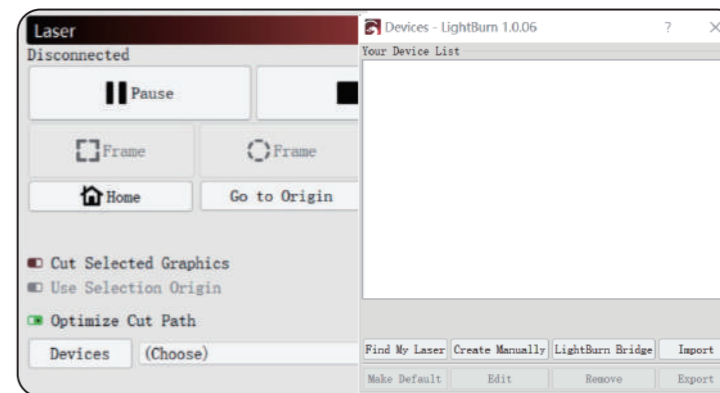 Laser
Disconnected
Pause
Frame Frame
Home Go to Origin
Cut Selected Graphics
Use Selection Origin
Optimize Cut Path
Devices (Choose)
Devices - LightBurn 1.0.06 ?
Your Device List
Find My Laser Create Manually LightBurn Bridge Import
Make Default Edit Remove Export